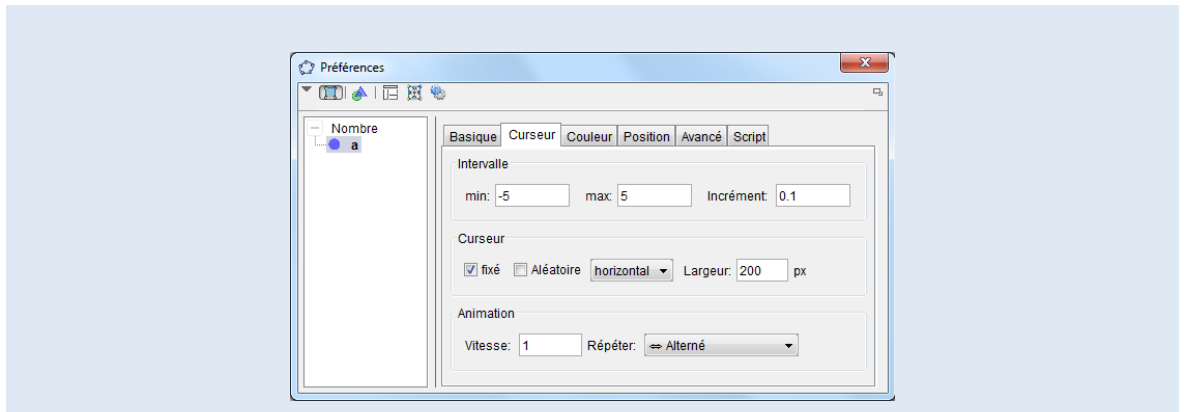 Préférences
Nombre
a
Basique Curseur Couleur Position Avancé Script
Intervalle
min: -5 max: 5 Incrément: 0.1
Curseur
fixé Aléatoire horizontal Largeur: 200 px
Animation
Vitesse: 1 Répéter: ⇔ Alterné